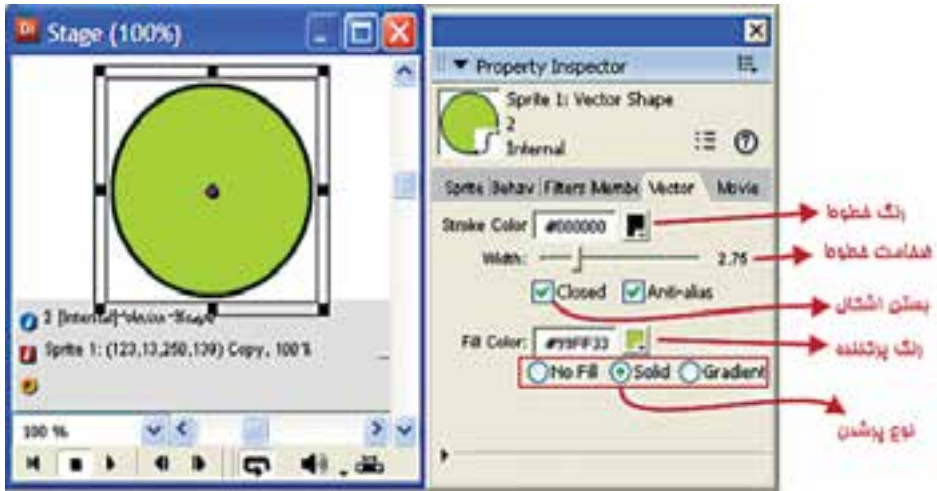 Stage (100%)
2 [Internal] Vector Shape
Sprite 1: (123,13,250,139) Copy, 100%
100 %
Property Inspector
Sprite 1: Vector Shape
2
Internal
Sprite Behav Filters Membe Vector Movie
Stroke Color #000000
Width: 2.75
Closed Anti-alias
Fill Color: #99FF33
No Fill Solid Gradient
رنگ خطوط
ضخامت خطوط
بستن اشکال
رنگ پرکننده
نوع پرشدن